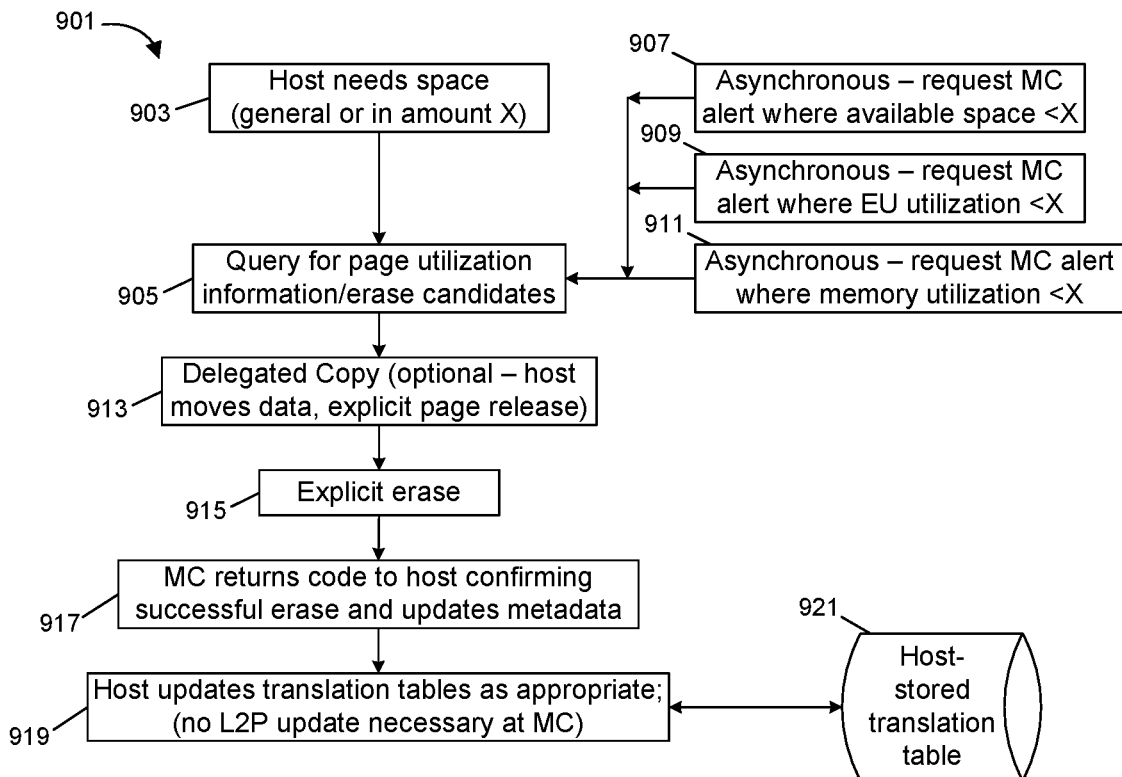 901
903
Host needs space
(general or in amount X)
907
Asynchronous – request MC
alert where available space <X
909
Asynchronous – request MC
alert where EU utilization <X
911
Asynchronous – request MC alert
where memory utilization <X
905
Query for page utilization
information/erase candidates
913
Delegated Copy (optional – host
moves data, explicit page release)
915
Explicit erase
917
MC returns code to host confirming
successful erase and updates metadata
919
Host updates translation tables as appropriate;
(no L2P update necessary at MC)
921
Host-
stored
translation
table